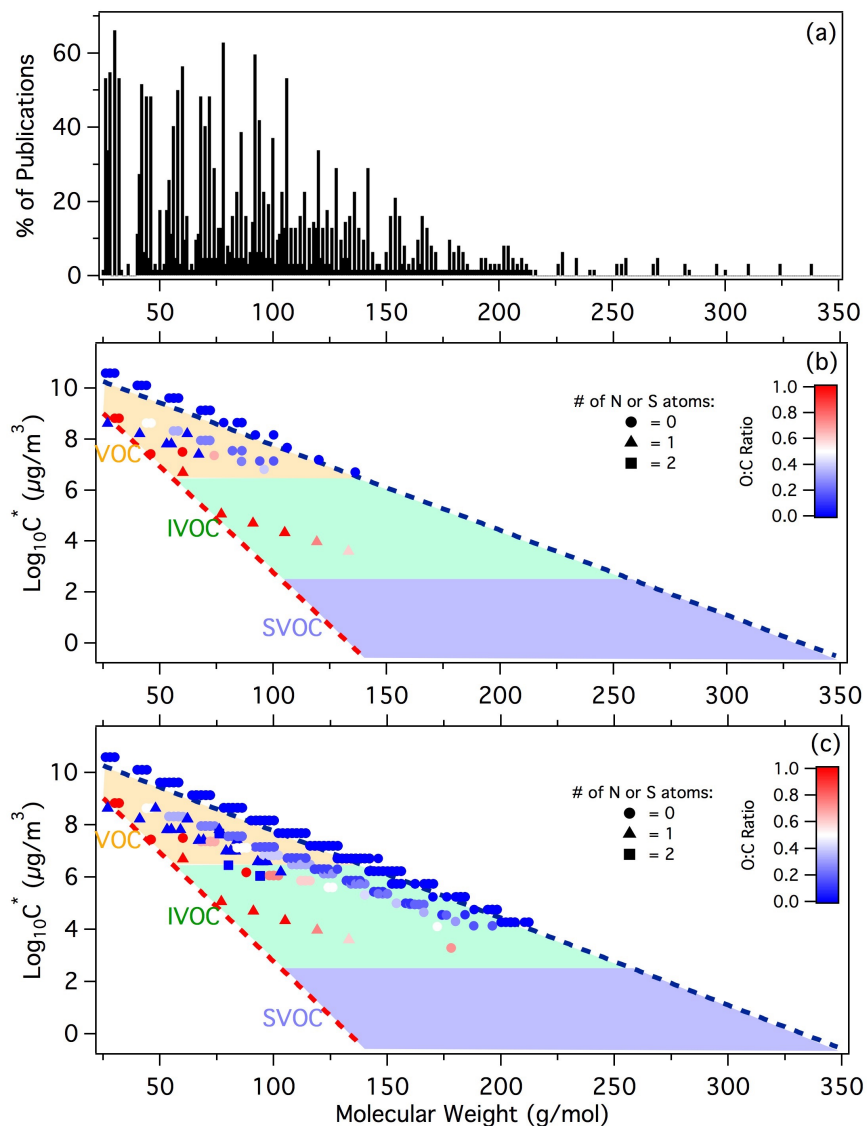 (a)
% of Publications
60
40
20
0
50 100 150 200 250 300 350
(b)
Log10C* (µg/m3)
10
8
6
4
2
0
VOC
IVOC
SVOC
# of N or S atoms:
= 0
= 1
= 2
O:C Ratio
1.0
0.8
0.6
0.4
0.2
0.0
50 100 150 200 250 300 350
(c)
Log10C* (µg/m3)
10
8
6
4
2
0
VOC
IVOC
SVOC
# of N or S atoms:
= 0
= 1
= 2
O:C Ratio
1.0
0.8
0.6
0.4
0.2
0.0
50 100 150 200 250 300 350
Molecular Weight (g/mol)